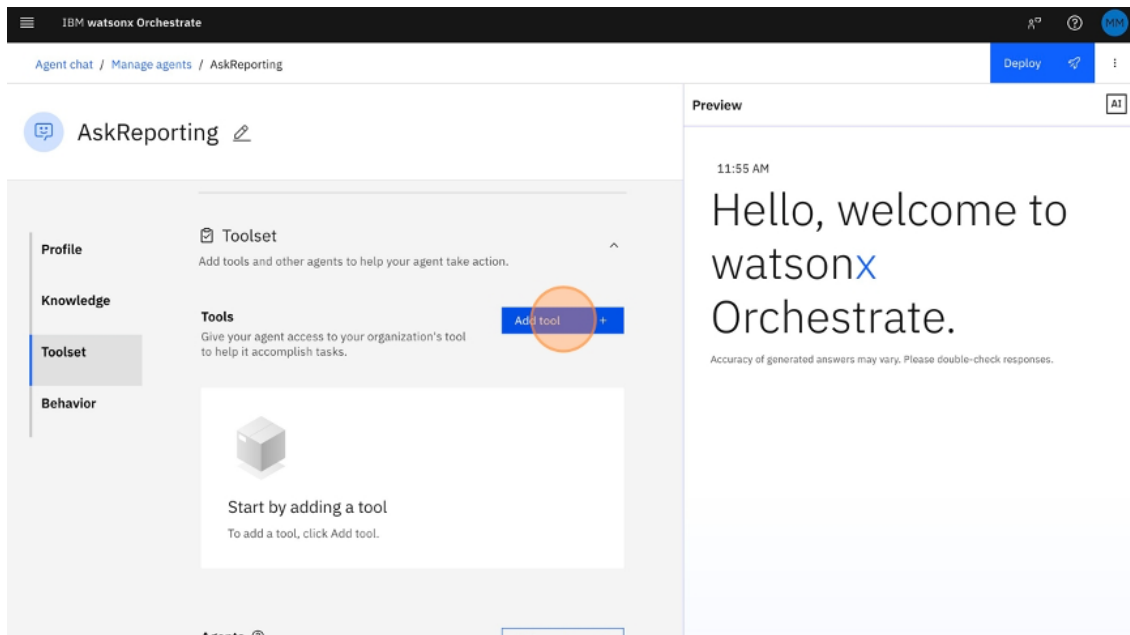 IBM watsonx Orchestrate
MM
Agent chat / Manage agents / AskReporting
Deploy
AskReporting
Preview
AI
Profile
Knowledge
Toolset
Behavior
Toolset
Add tools and other agents to help your agent take action.
Tools
Give your agent access to your organization's tool
to help it accomplish tasks.
Add tool +
Start by adding a tool
To add a tool, click Add tool.
Agents
11:55 AM
Hello, welcome to
watsonx
Orchestrate.
Accuracy of generated answers may vary. Please double-check responses.